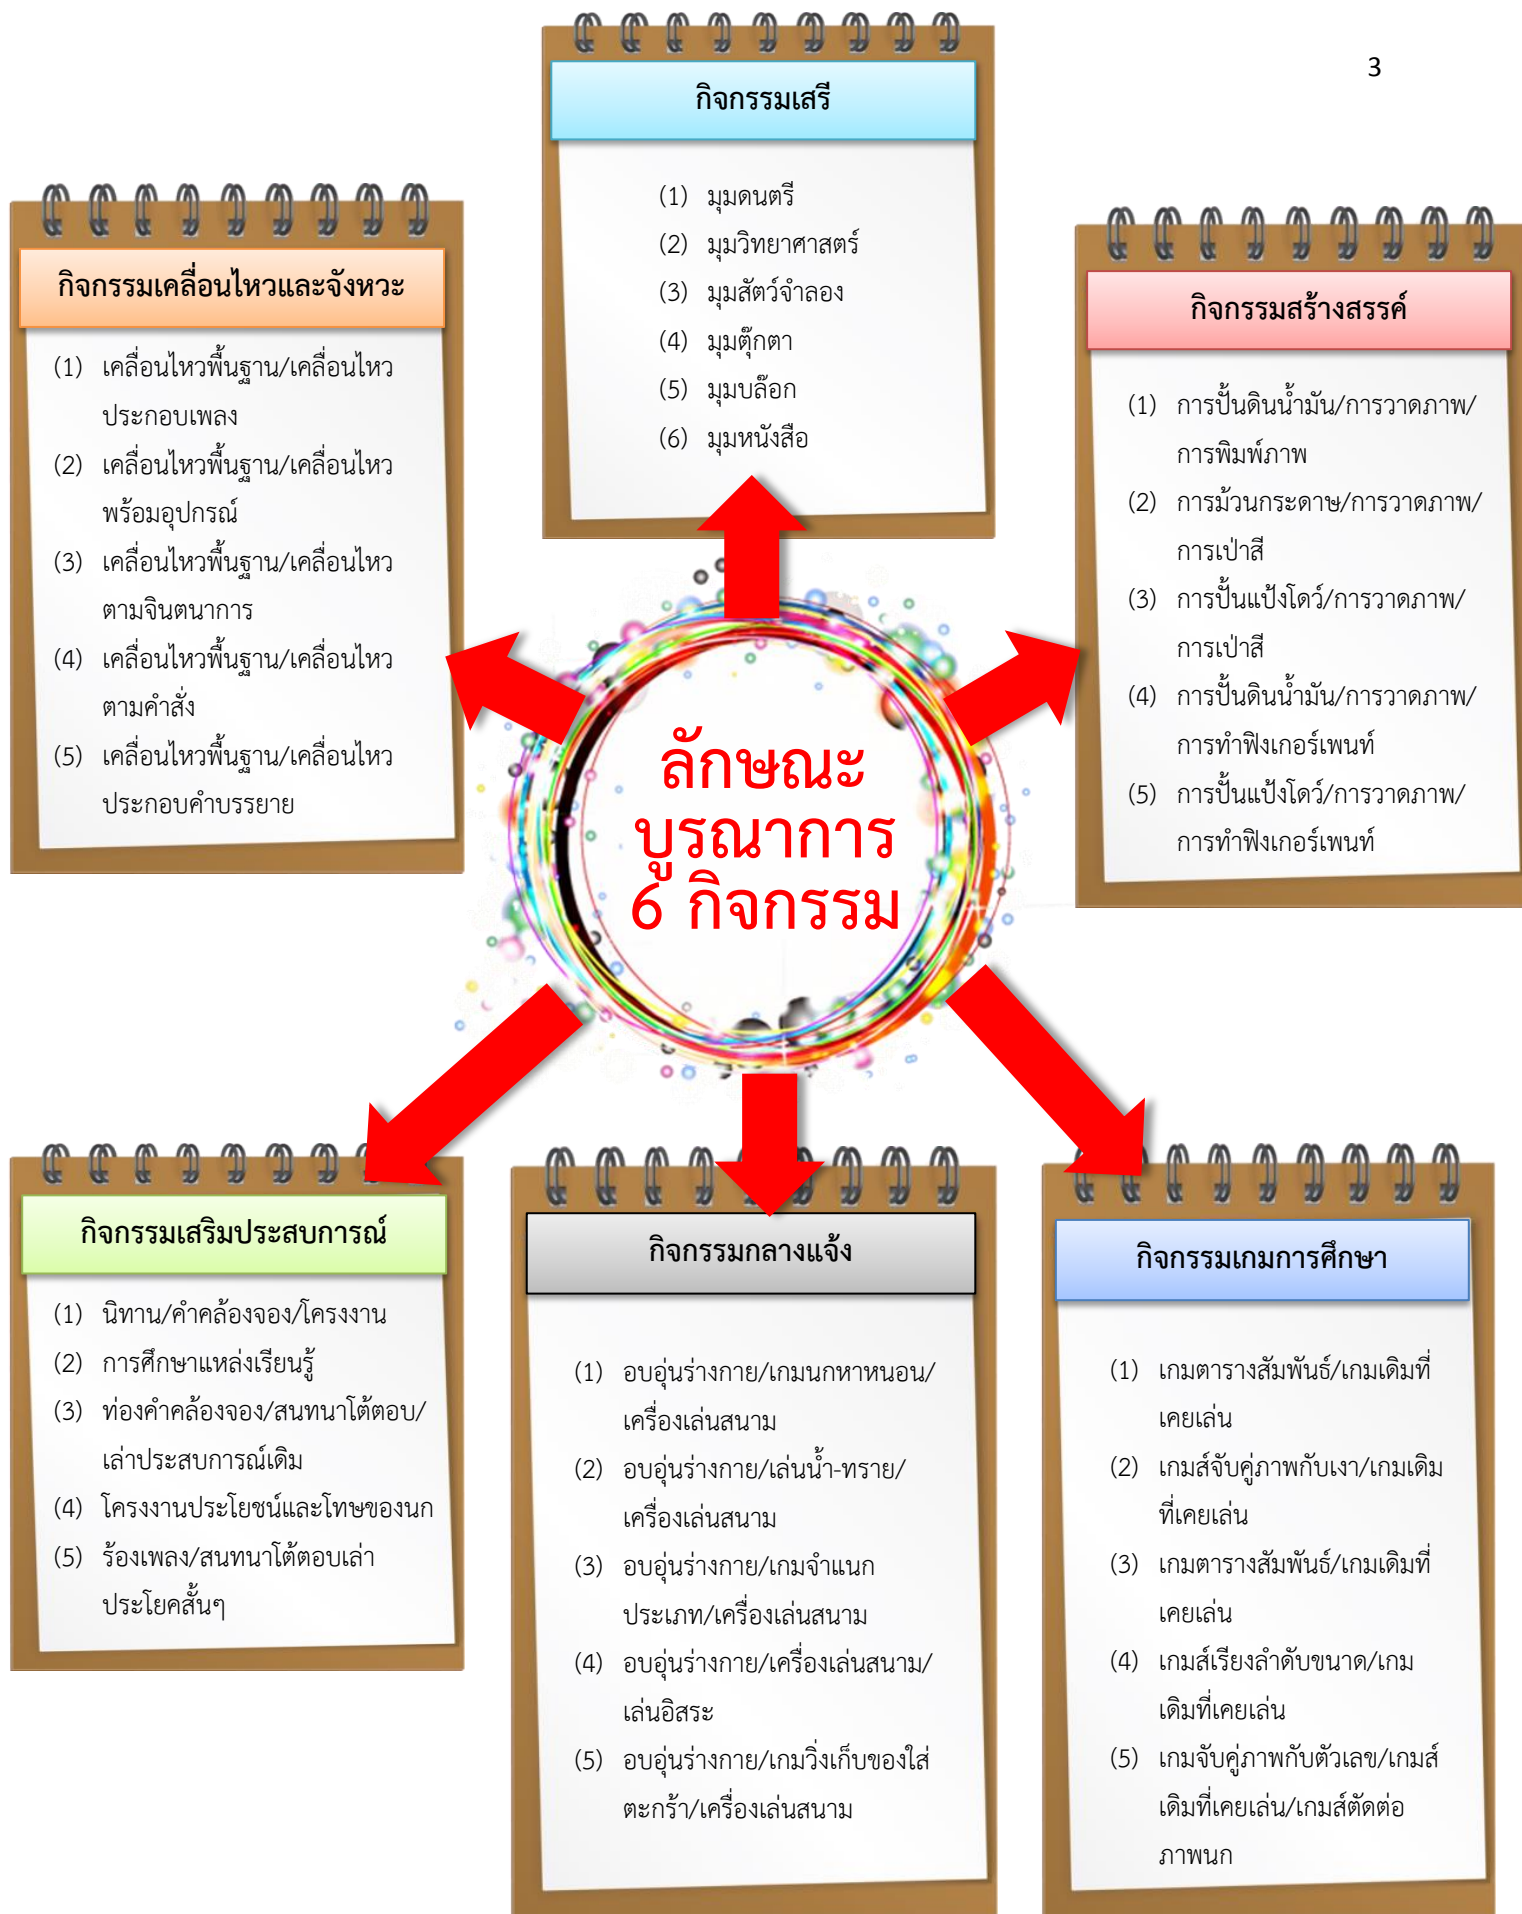 3
กิจกรรมเสรี
(1) มุมดนตรี
(2) มุมวิทยาศาสตร์
(3) มุมสัตว์จำลอง
(4) มุมตุ๊กตา
(5) มุมบล๊อก
(6) มุมหนังสือ
กิจกรรมเคลื่อนไหวและจังหวะ
(1) เคลื่อนไหวพื้นฐาน/เคลื่อนไหว
ประกอบเพลง
(2) เคลื่อนไหวพื้นฐาน/เคลื่อนไหว
พร้อมอุปกรณ์
(3) เคลื่อนไหวพื้นฐาน/เคลื่อนไหว
ตามจินตนาการ
(4) เคลื่อนไหวพื้นฐาน/เคลื่อนไหว
ตามคำสั่ง
(5) เคลื่อนไหวพื้นฐาน/เคลื่อนไหว
ประกอบคำบรรยาย
กิจกรรมสร้างสรรค์
(1) การปั้นดินน้ำมัน/การวาดภาพ/
การพิมพ์ภาพ
(2) การม้วนกระดาษ/การวาดภาพ/
การเป่าสี
(3) การปั้นแป้งโดว์/การวาดภาพ/
การเป่าสี
(4) การปั้นดินน้ำมัน/การวาดภาพ/
การทำฟิงเกอร์เพนท์
(5) การปั้นแป้งโดว์/การวาดภาพ/
การทำฟิงเกอร์เพนท์
ลักษณะ
บูรณาการ
6 กิจกรรม
กิจกรรมเสริมประสบการณ์
(1) นิทาน/คำคล้องจอง/โครงงาน
(2) การศึกษาแหล่งเรียนรู้
(3) ท่องคำคล้องจอง/สนทนาโต้ตอบ/
เล่าประสบการณ์เดิม
(4) โครงงานประโยชน์และโทษของนก
(5) ร้องเพลง/สนทนาโต้ตอบเล่า
ประโยคสั้นๆ
กิจกรรมกลางแจ้ง
(1) อบอุ่นร่างกาย/เกมนกหาหนอน/
เครื่องเล่นสนาม
(2) อบอุ่นร่างกาย/เล่นน้ำ-ทราย/
เครื่องเล่นสนาม
(3) อบอุ่นร่างกาย/เกมจำแนก
ประเภท/เครื่องเล่นสนาม
(4) อบอุ่นร่างกาย/เครื่องเล่นสนาม/
เล่นอิสระ
(5) อบอุ่นร่างกาย/เกมวิ่งเก็บของใส่
ตะกร้า/เครื่องเล่นสนาม
กิจกรรมเกมการศึกษา
(1) เกมตารางสัมพันธ์/เกมเดิมที่
เคยเล่น
(2) เกมส์จับคู่ภาพกับเงา/เกมเดิม
ที่เคยเล่น
(3) เกมตารางสัมพันธ์/เกมเดิมที่
เคยเล่น
(4) เกมส์เรียงลำดับขนาด/เกม
เดิมที่เคยเล่น
(5) เกมจับคู่ภาพกับตัวเลข/เกมส์
เดิมที่เคยเล่น/เกมส์ตัดต่อ
ภาพนก